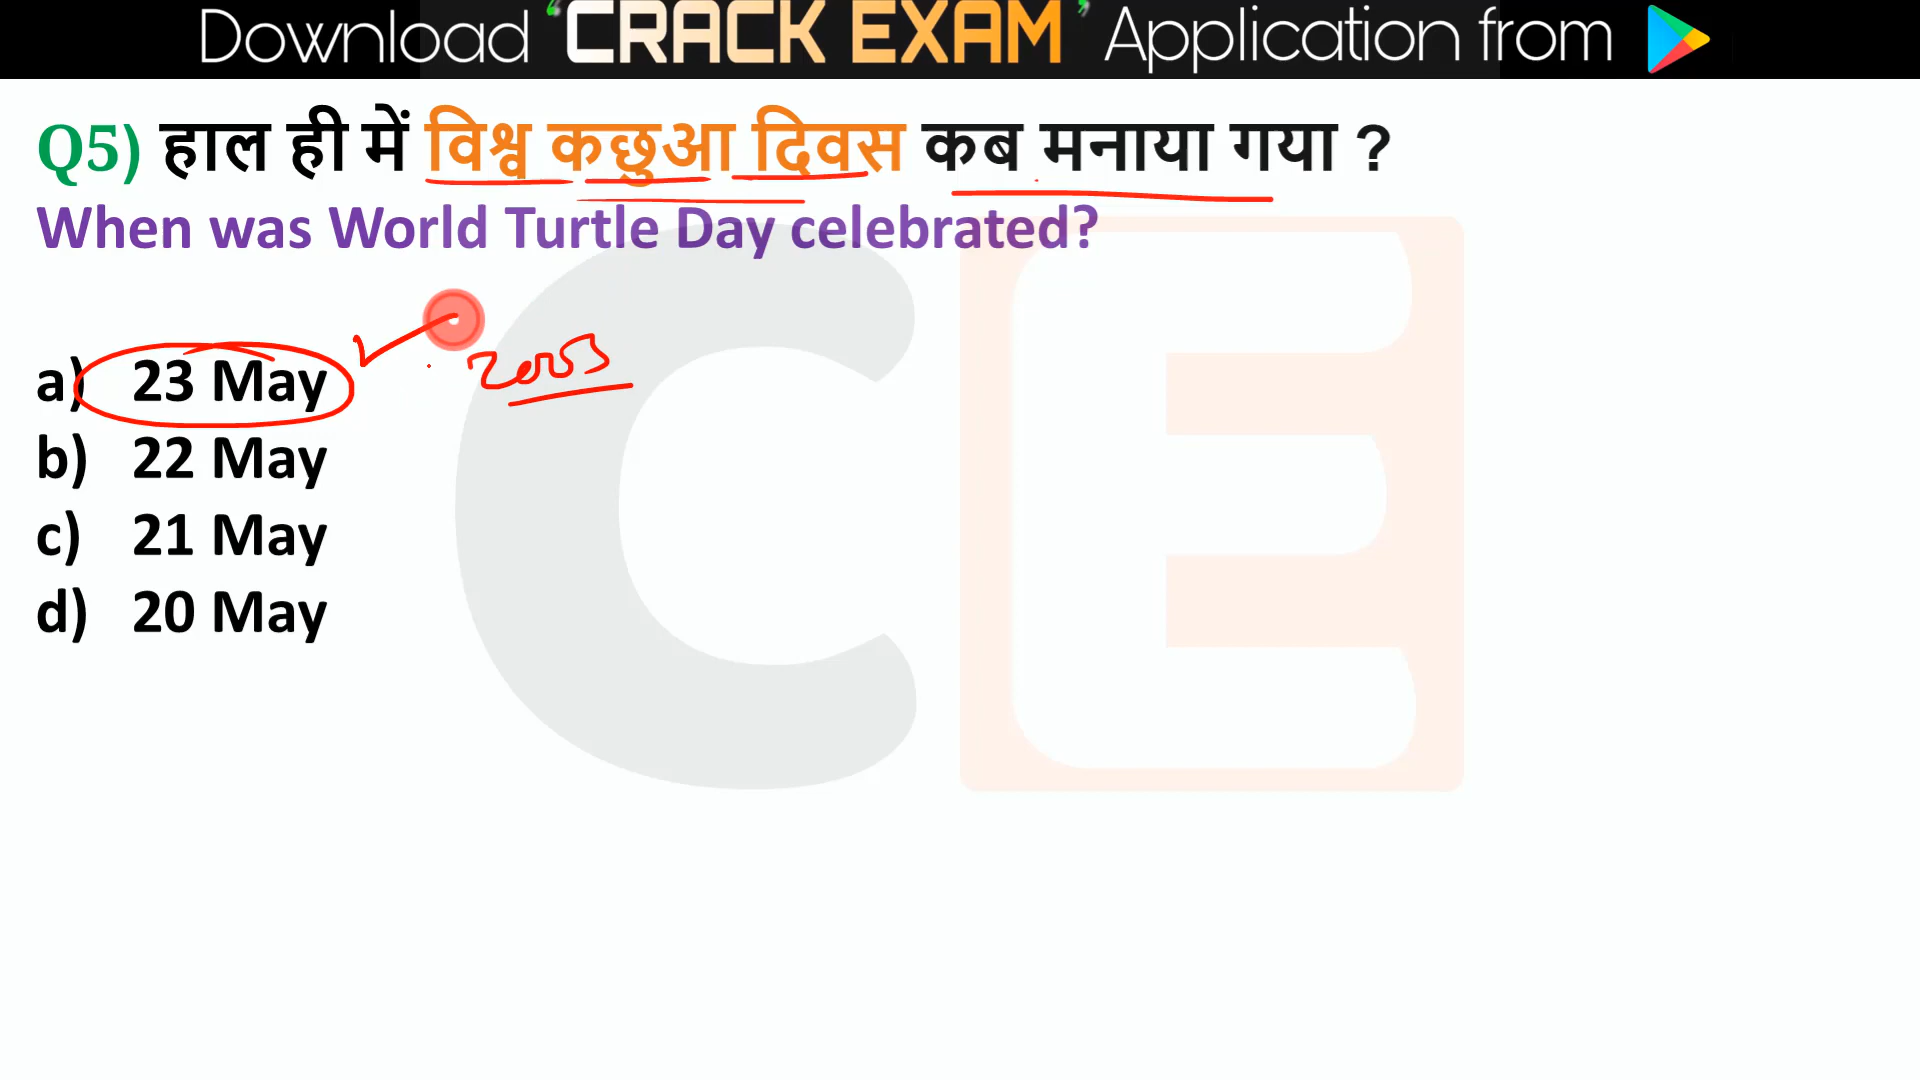 Download ‘CRACK EXAM’ Application from
Q5) हाल ही में विश्व कछुआ दिवस कब मनाया गया ?
When was World Turtle Day celebrated?
a) 23 May
b) 22 May
c) 21 May
d) 20 May
CE